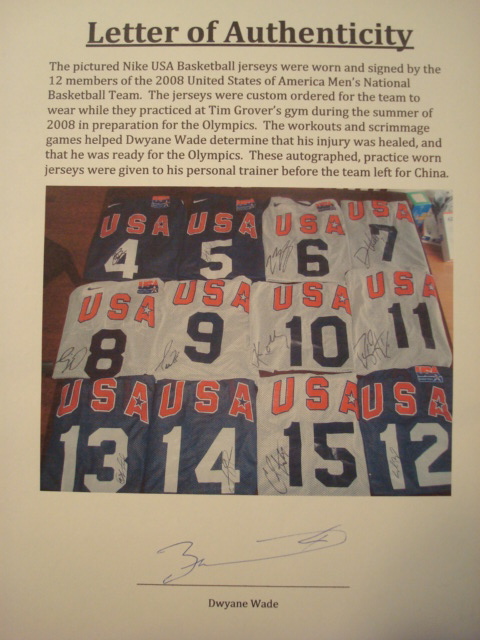 Letter of Authenticity
The pictured Nike USA Basketball jerseys were worn and signed by the
12 members of the 2008 United States of America Men's National
Basketball Team. The jerseys were custom ordered for the team to
wear while they practiced at Tim Grover's gym during the summer of
2008 in preparation for the Olympics. The workouts and scrimmage
games helped Dwyane Wade determine that his injury was healed, and
that he was ready for the Olympics. These autographed, practice worn
jerseys were given to his personal trainer before the team left for China.
USA USA USA USA
4 5 6 7
USA USA USA USA
8 9 10 11
USA USA USA USA
13 14 15 12
Dwyane Wade